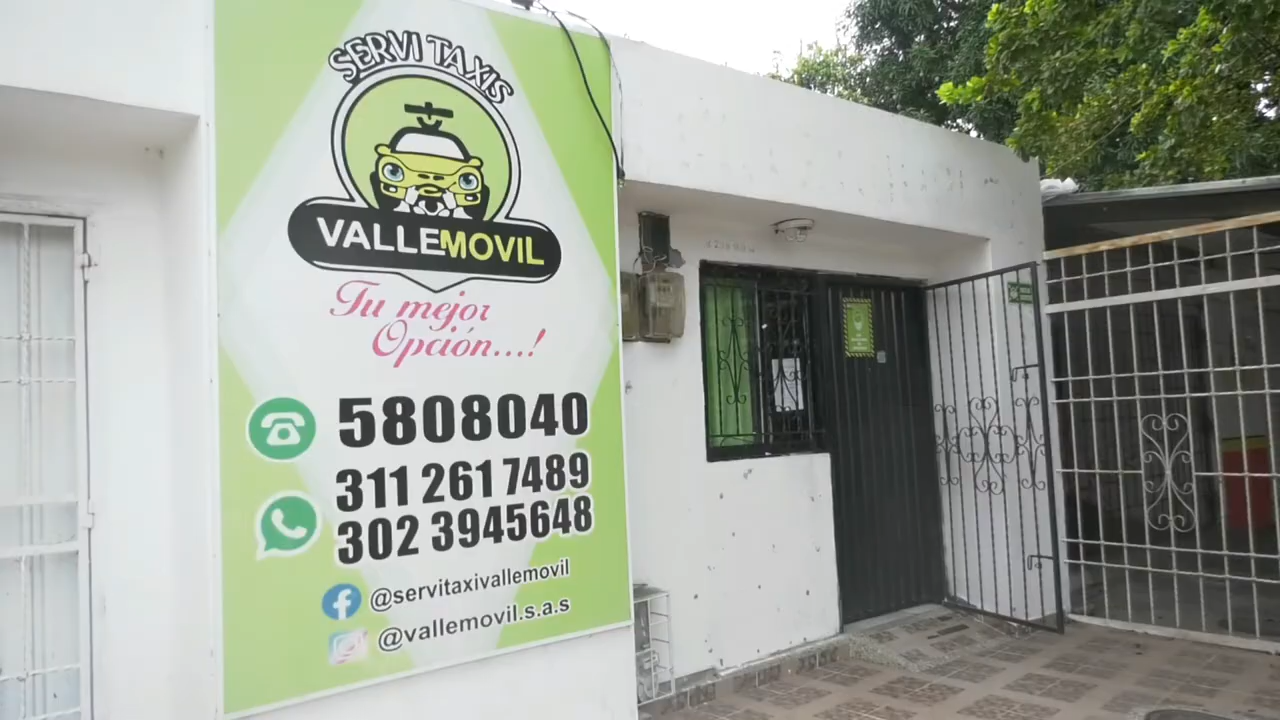 SERVI TAXIS
VALLEMOVIL
Tu mejor
Opción...!
5808040
311 261 7489
302 3945648
@servitaxivallemovil
@vallemovil.s.a.s